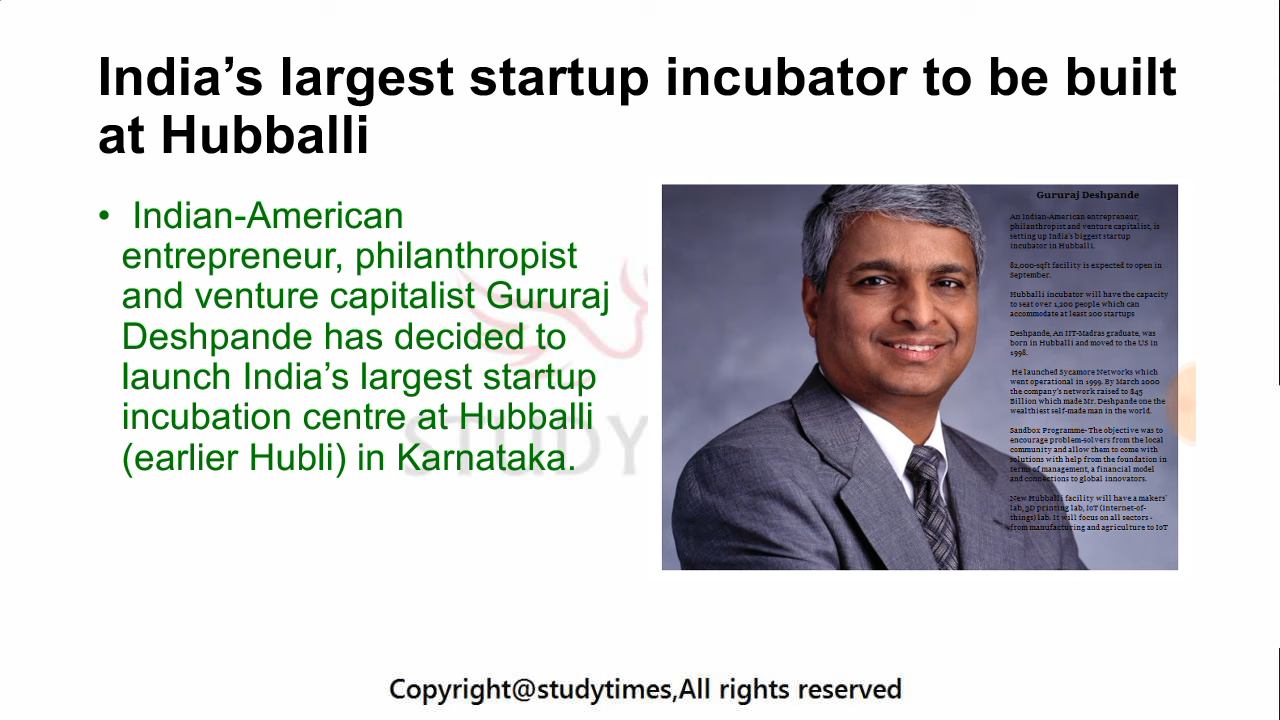 India’s largest startup incubator to be built
at Hubballi
• Indian-American
entrepreneur, philanthropist
and venture capitalist Gururaj
Deshpande has decided to
launch India’s largest startup
incubation centre at Hubballi
(earlier Hubli) in Karnataka.
STUDY
Gururaj Deshpande
An Indian-American entrepreneur,
philanthropist and venture capitalist, is
setting up India's biggest startup
incubator in Hubballi.
82,000-sqft facility is expected to open in
September.
Hubballi incubator will have the capacity
to seat over 1,200 people which can
accommodate at least 200 startups
Deshpande, An IIT-Madras graduate, was
born in Hubballi and moved to the US in
1998.
He launched Sycamore Networks which
went operational in 1999. By March 2000
the company's network raised to $45
Billion which made Mr. Deshpande one the
wealthiest self-made man in the world.
Sandbox Programme- The objective was to
encourage problem-solvers from the local
community and allow them to come with
solutions with help from the foundation in
terms of management, a financial model
and connections to global innovators.
New Hubballi facility will have a makers'
lab, 3D printing lab, IoT (internet-of-
things) lab. It will focus on all sectors -
from manufacturing and agriculture to IoT
Copyright@studytimes,All rights reserved